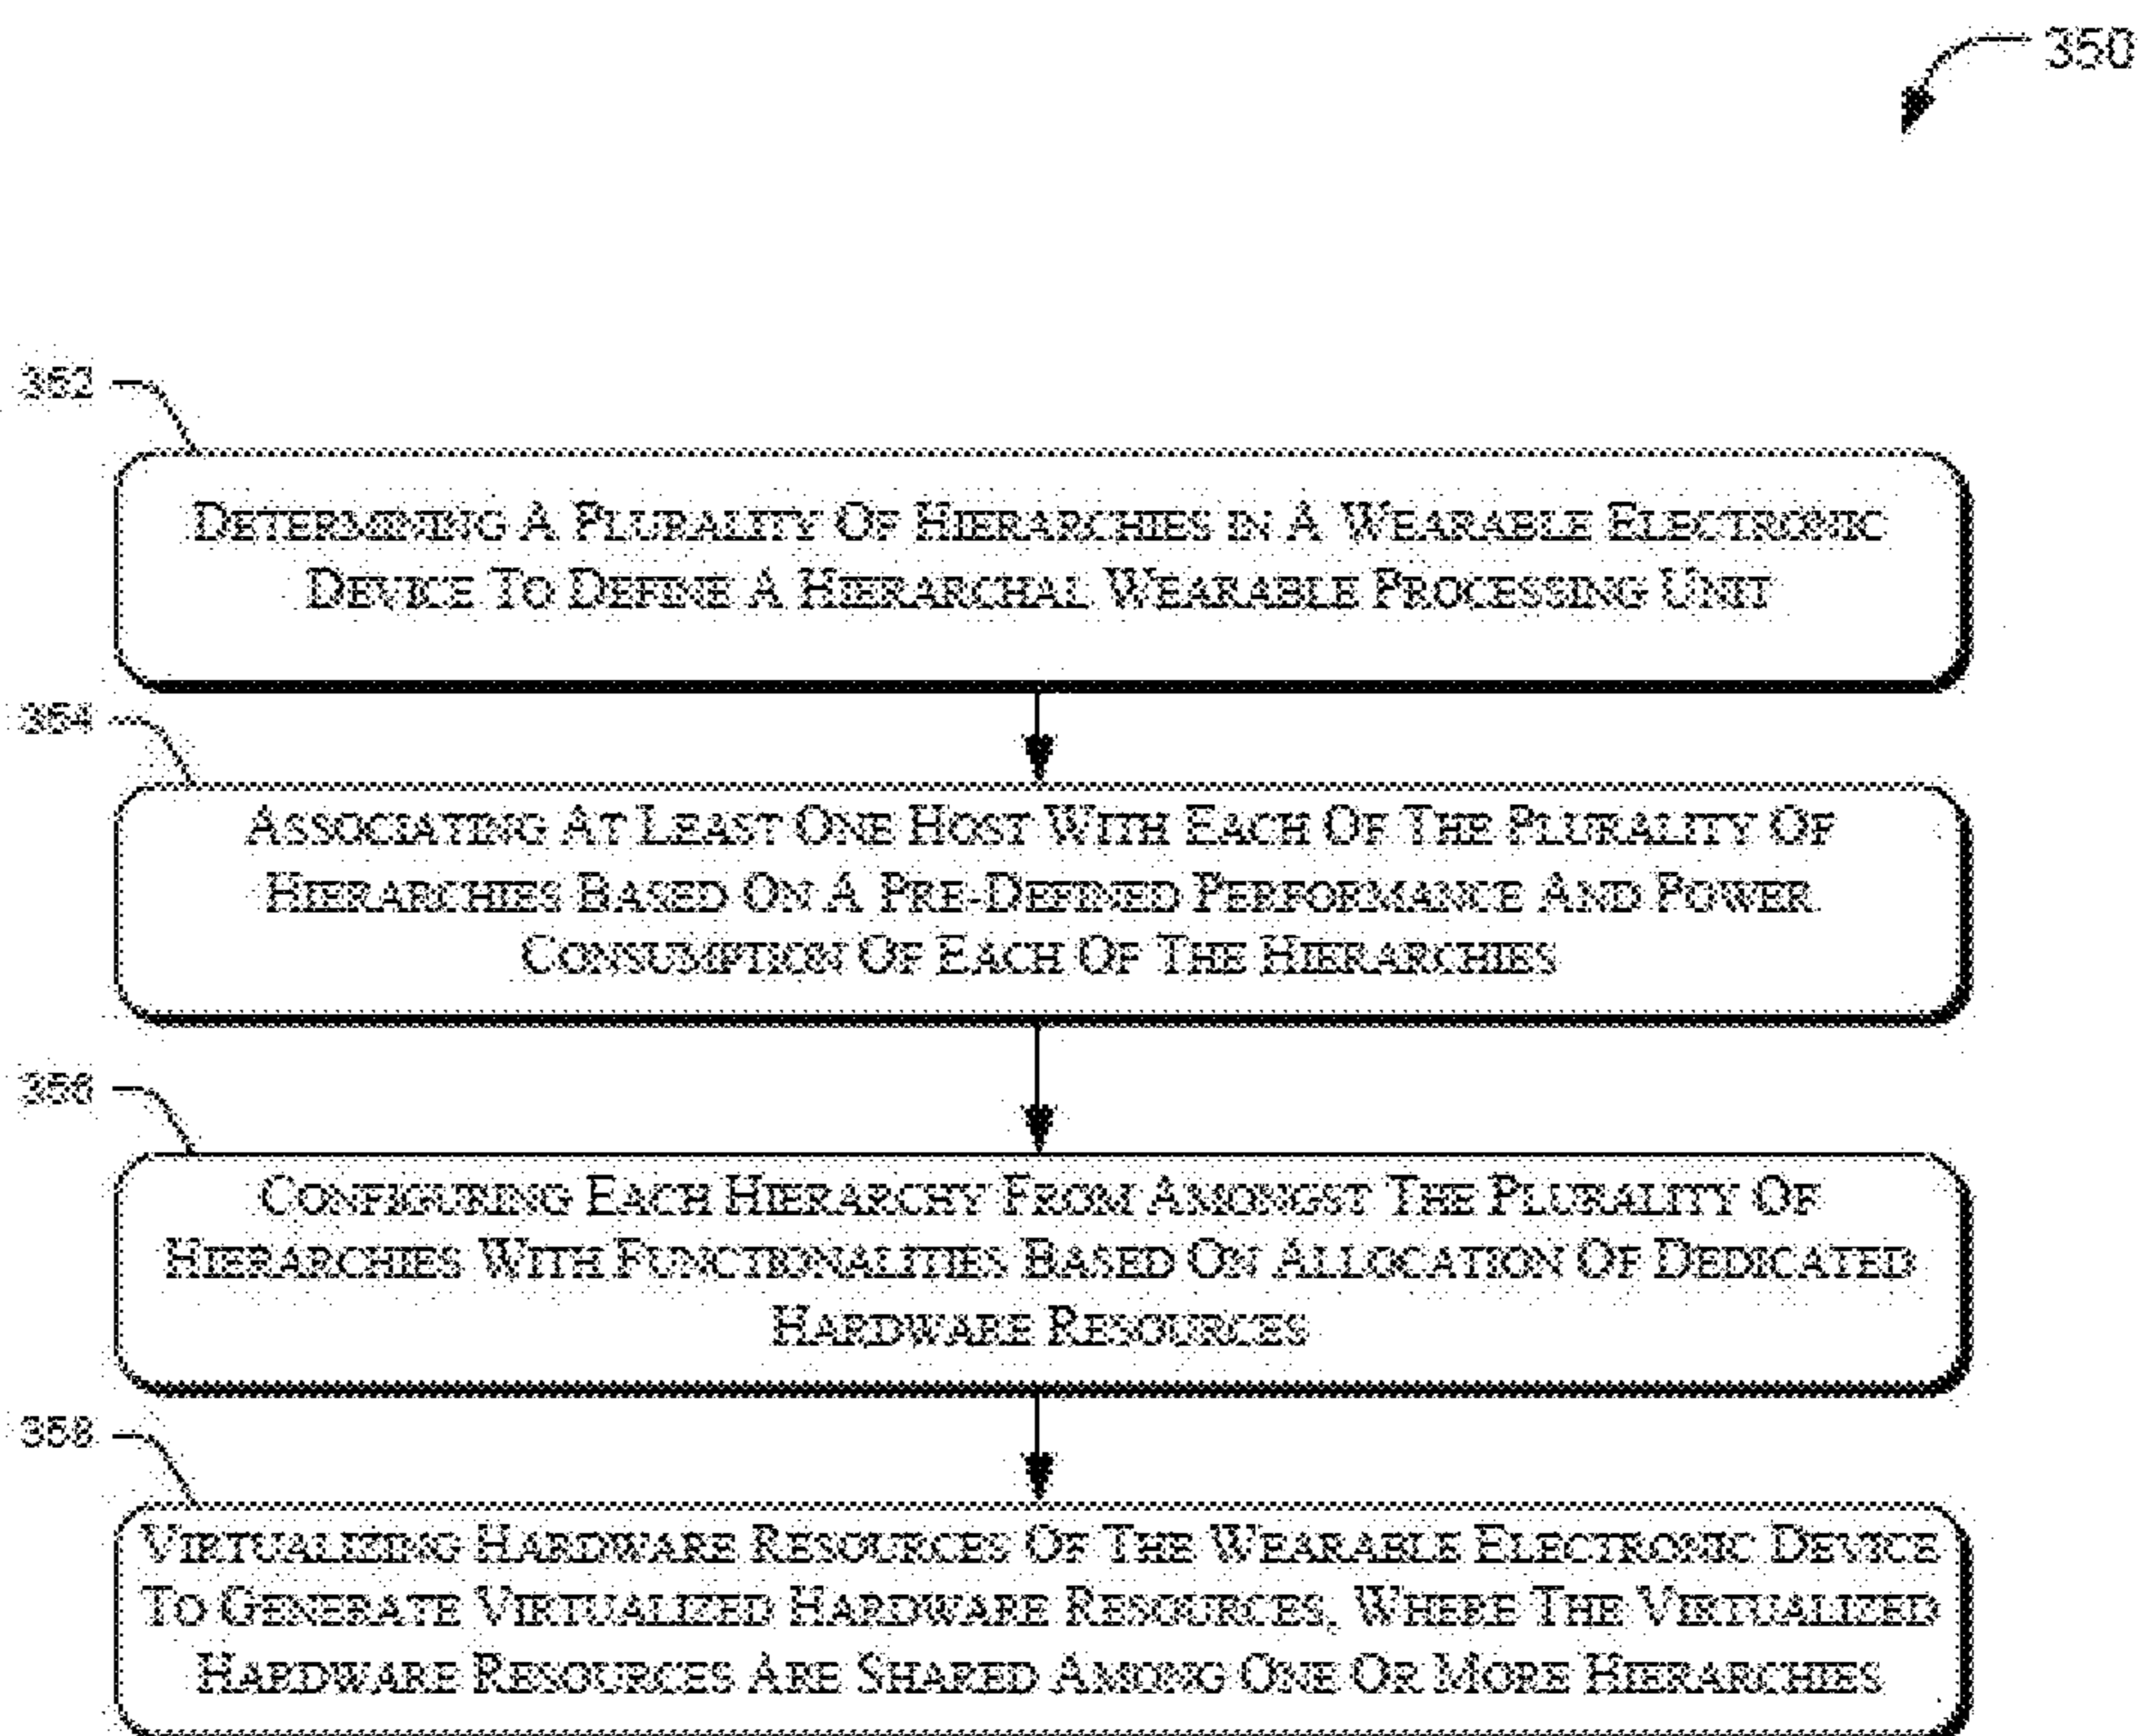 350
352
DETERMINING A PLURALITY OF HIERARCHIES IN A WEARABLE ELECTRONIC
DEVICE TO DEFINE A HIERARCHAL WEARABLE PROCESSING UNIT
354
ASSOCIATING AT LEAST ONE HOST WITH EACH OF THE PLURALITY OF
HIERARCHIES BASED ON A PRE-DEFINED PERFORMANCE AND POWER
CONSUMPTION OF EACH OF THE HIERARCHIES
356
CONFIGURING EACH HIERARCHY FROM AMONGST THE PLURALITY OF
HIERARCHIES WITH FUNCTIONALITIES BASED ON ALLOCATION OF DEDICATED
HARDWARE RESOURCES
358
VIRTUALIZING HARDWARE RESOURCES OF THE WEARABLE ELECTRONIC DEVICE
TO GENERATE VIRTUALIZED HARDWARE RESOURCES, WHERE THE VIRTUALIZED
HARDWARE RESOURCES ARE SHARED AMONG ONE OR MORE HIERARCHIES